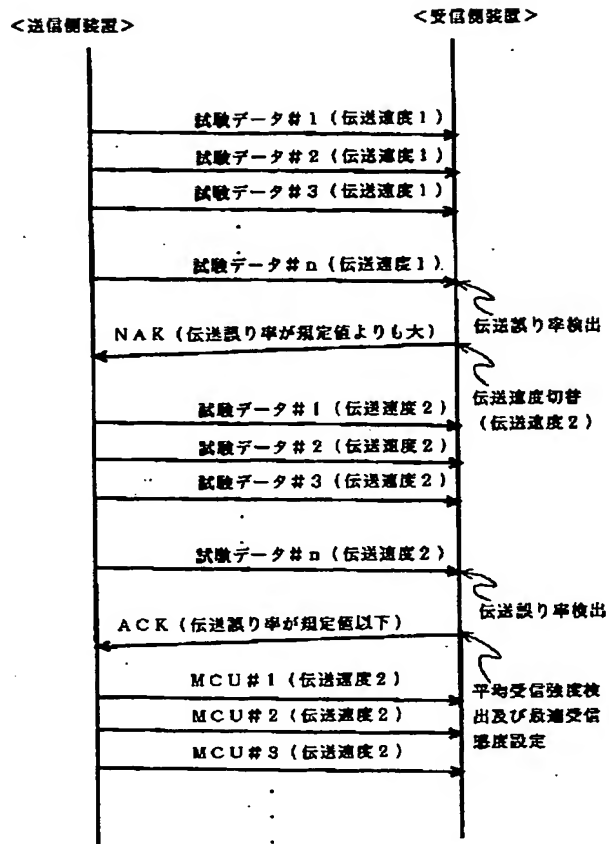 <送信側装置>
<受信側装置>
試験データ#1(伝送速度1)
試験データ#2(伝送速度1)
試験データ#3(伝送速度1)
試験データ#n(伝送速度1)
伝送誤り率検出
NAK(伝送誤り率が規定値よりも大)
伝送速度切替
(伝送速度2)
試験データ#1(伝送速度2)
試験データ#2(伝送速度2)
試験データ#3(伝送速度2)
試験データ#n(伝送速度2)
伝送誤り率検出
ACK(伝送誤り率が規定値以下)
平均受信強度検
出及び最適受信
感度設定
MCU#1(伝送速度2)
MCU#2(伝送速度2)
MCU#3(伝送速度2)